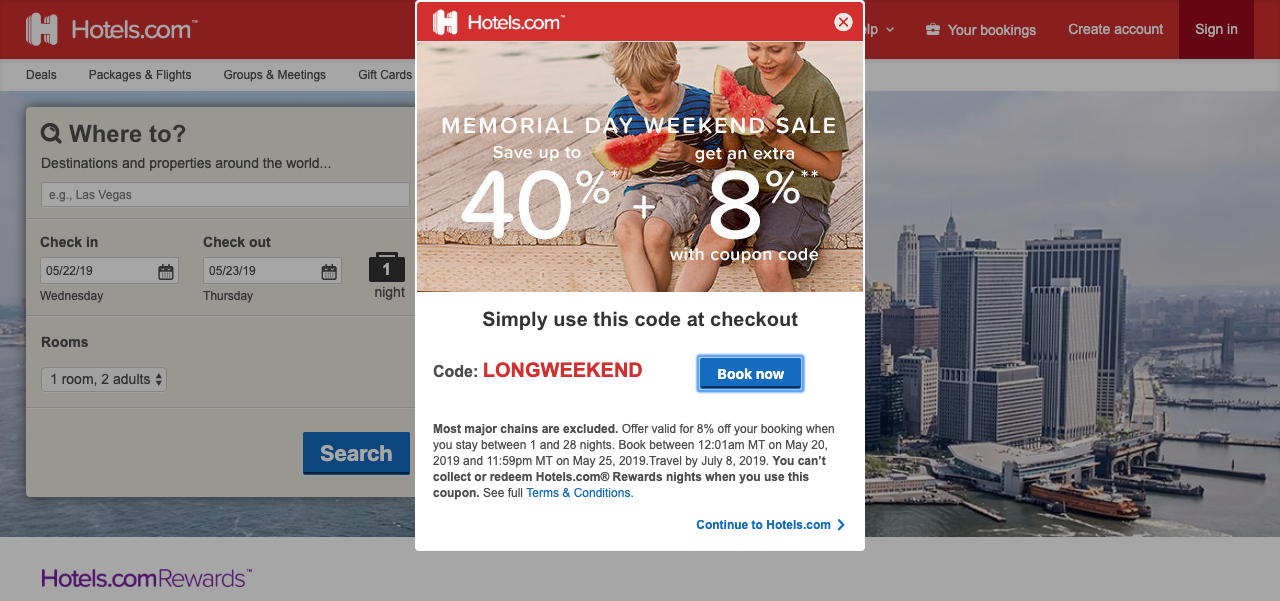 Hotels.com™
Your bookings
Create account
Sign in
Deals
Packages & Flights
Groups & Meetings
Gift Cards
Where to?
Destinations and properties around the world...
e.g., Las Vegas
Check in
Check out
05/22/19
05/23/19
1
Wednesday
Thursday
night
Rooms
1 room, 2 adults
Search
Hotels.com™
MEMORIAL DAY WEEKEND SALE
Save up to
get an extra
40%* + 8%**
with coupon code
Simply use this code at checkout
Code: LONGWEEKEND
Book now
Most major chains are excluded. Offer valid for 8% off your booking when
you stay between 1 and 28 nights. Book between 12:01am MT on May 20,
2019 and 11:59pm MT on May 25, 2019.Travel by July 8, 2019. You can't
collect or redeem Hotels.com® Rewards nights when you use this
coupon. See full Terms & Conditions.
Continue to Hotels.com
Hotels.comRewards™